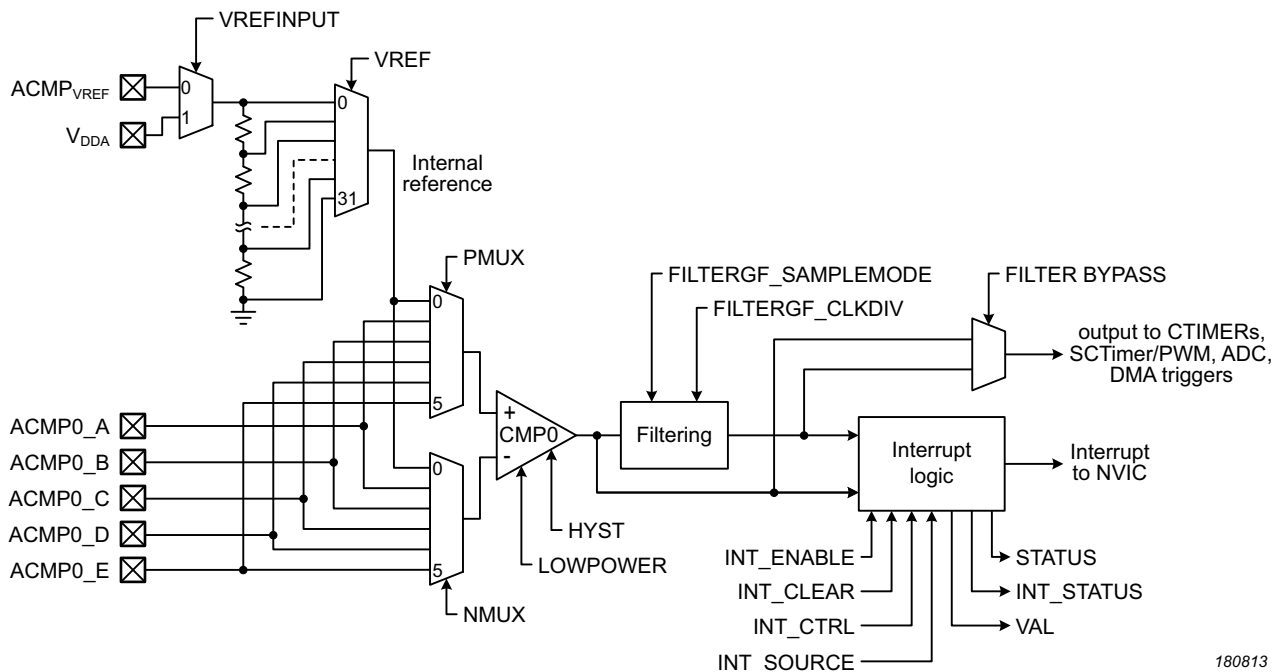 VREFINPUT
VREF
ACMPVREF
0
0
1
VDDA
Internal
reference
31
PMUX
FILTERGF_SAMPLEMODE
FILTER BYPASS
0
FILTERGF_CLKDIV
output to CTIMERs,
SCTimer/PWM, ADC,
DMA triggers
5
ACMP0_A
+
CMP0
-
Filtering
Interrupt
logic
Interrupt
to NVIC
ACMP0_B
0
ACMP0_C
ACMP0_D
HYST
ACMP0_E
5
LOWPOWER
INT_ENABLE
STATUS
INT_CLEAR
INT_STATUS
NMUX
INT_CTRL
VAL
INT_SOURCE
180813